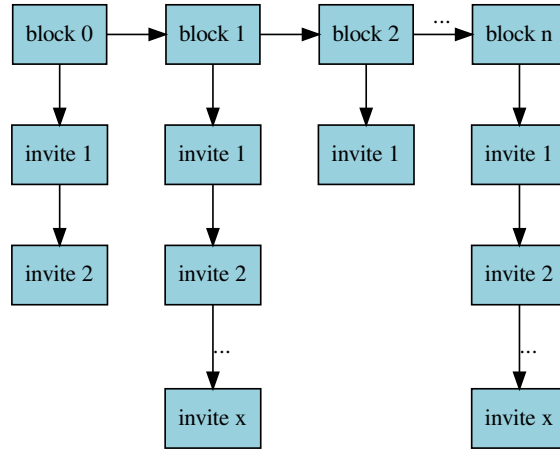 block 0
block 1
block 2
...
block n
invite 1
invite 1
invite 1
invite 1
invite 2
invite 2
invite 2
...
...
invite x
invite x